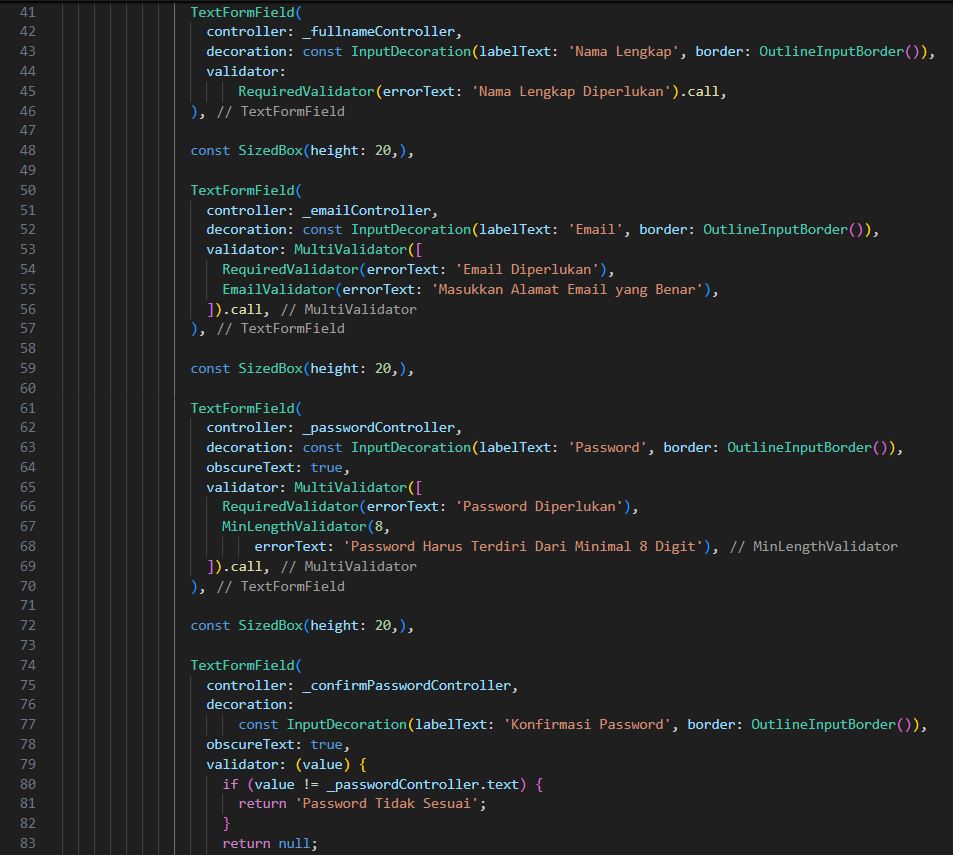 41 TextFormField(
42 controller: _fullnameController,
43 decoration: const InputDecoration(labelText: 'Nama Lengkap', border: OutlineInputBorder()),
44 validator:
45 RequiredValidator(errorText: 'Nama Lengkap Diperlukan').call,
46 ), // TextFormField
47
48 const SizedBox(height: 20,),
49
50 TextFormField(
51 controller: _emailController,
52 decoration: const InputDecoration(labelText: 'Email', border: OutlineInputBorder()),
53 validator: MultiValidator([
54 RequiredValidator(errorText: 'Email Diperlukan'),
55 EmailValidator(errorText: 'Masukkan Alamat Email yang Benar'),
56 ]).call, // MultiValidator
57 ), // TextFormField
58
59 const SizedBox(height: 20,),
60
61 TextFormField(
62 controller: _passwordController,
63 decoration: const InputDecoration(labelText: 'Password', border: OutlineInputBorder()),
64 obscureText: true,
65 validator: MultiValidator([
66 RequiredValidator(errorText: 'Password Diperlukan'),
67 MinLengthValidator(8,
68 errorText: 'Password Harus Terdiri Dari Minimal 8 Digit'), // MinLengthValidator
69 ]).call, // MultiValidator
70 ), // TextFormField
71
72 const SizedBox(height: 20,),
73
74 TextFormField(
75 controller: _confirmPasswordController,
76 decoration:
77 const InputDecoration(labelText: 'Konfirmasi Password', border: OutlineInputBorder()),
78 obscureText: true,
79 validator: (value) {
80 if (value != _passwordController.text) {
81 return 'Password Tidak Sesuai';
82 }
83 return null;